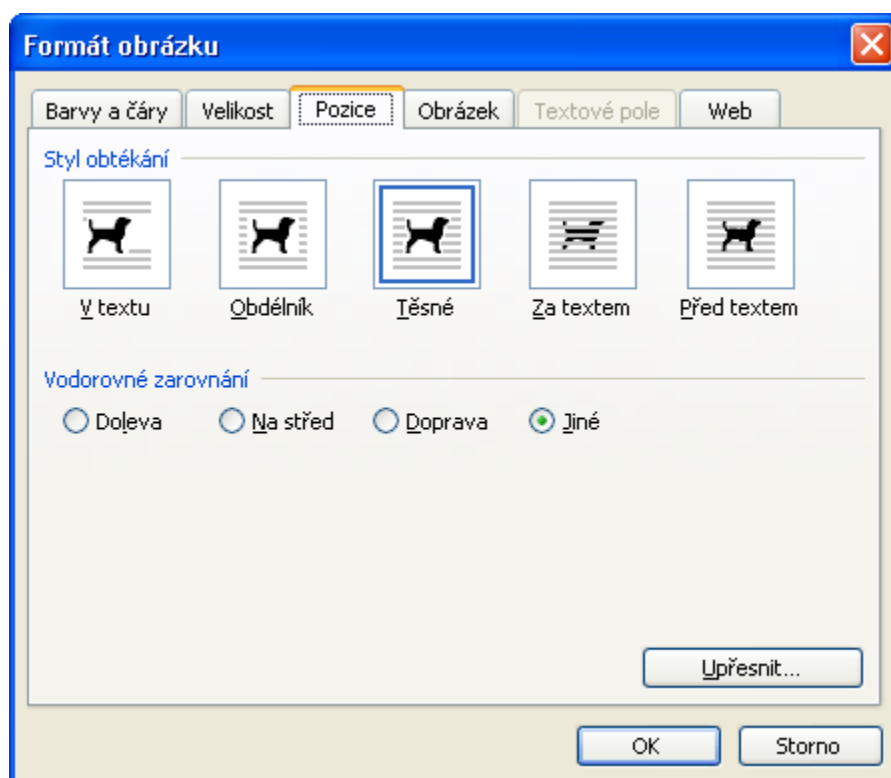 Formát obrázku
Barvy a čáry Velikost Pozice Obrázek Textové pole Web
Styl obtékání
V textu Obdélník Těsné Za textem Před textem
Vodorovné zarovnání
Doleva Na střed Doprava Jiné
Upřesnit...
OK Storno